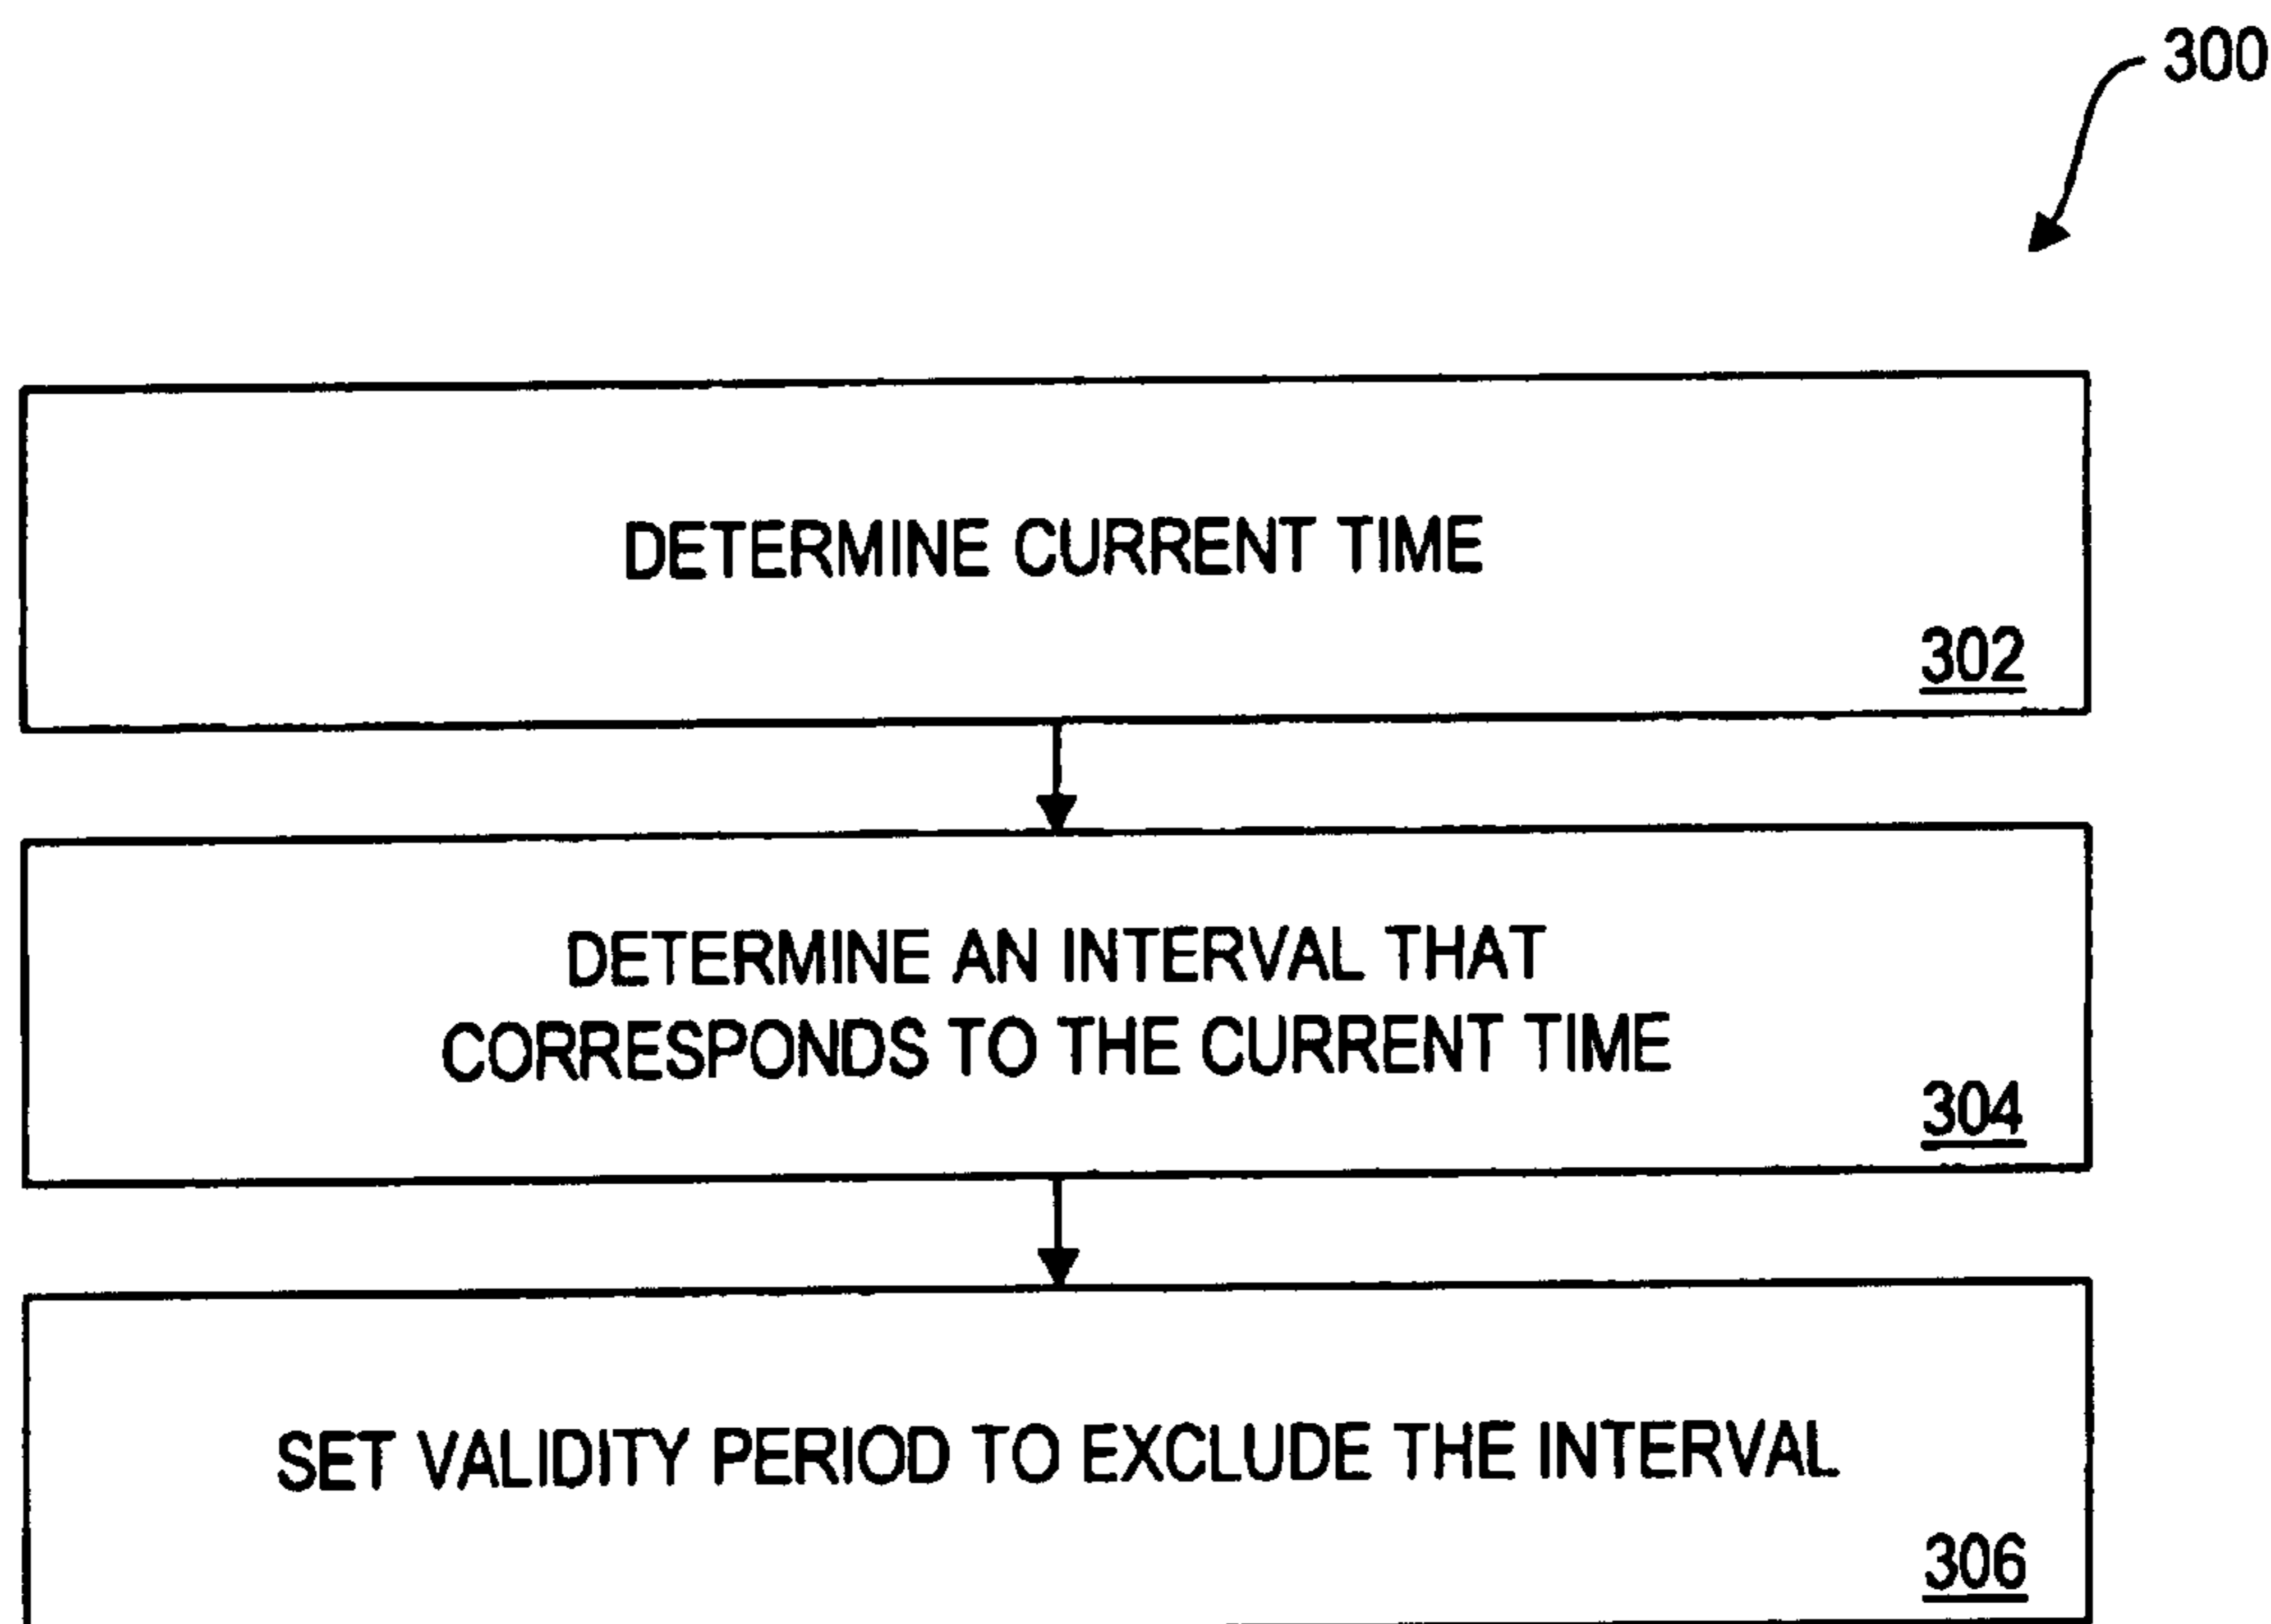 300
DETERMINE CURRENT TIME
302
DETERMINE AN INTERVAL THAT
CORRESPONDS TO THE CURRENT TIME
304
SET VALIDITY PERIOD TO EXCLUDE THE INTERVAL
306